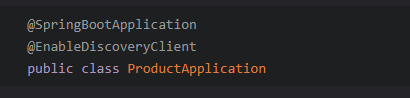 @SpringBootApplication
@EnableDiscoveryClient
public class ProductApplication